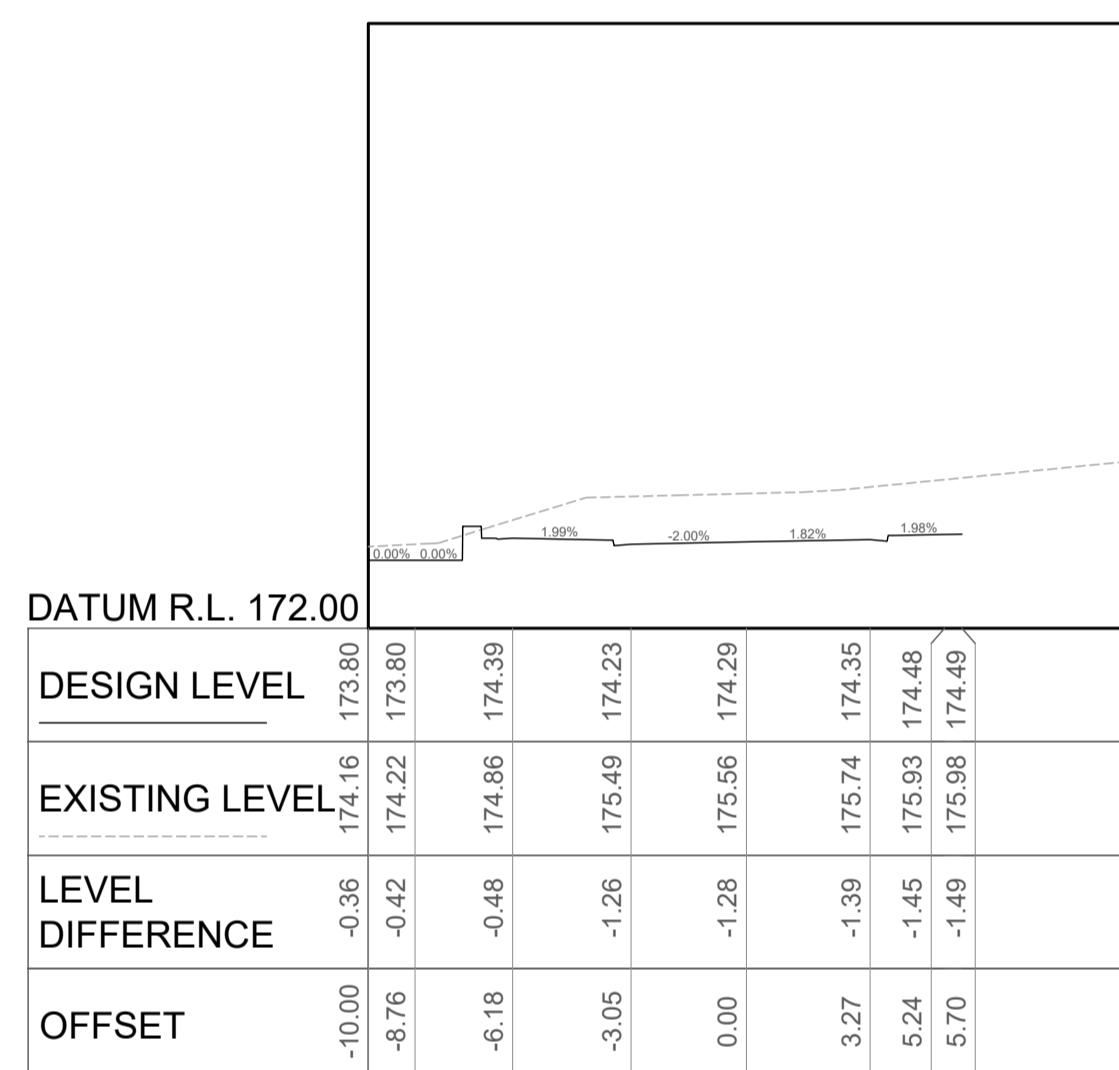 1.99%
-2.00%
1.82%
1.98%
0.00% 0.00%
DATUM R.L. 172.00
DESIGN LEVEL 173.80 173.80 174.39 174.23 174.29 174.35 174.48 174.49
EXISTING LEVEL 174.16 174.22 174.86 175.49 175.56 175.74 175.93 175.98
LEVEL
DIFFERENCE -0.36 -0.42 -0.48 -1.26 -1.28 -1.39 -1.45 -1.49
OFFSET -10.00 -8.76 -6.18 -3.05 0.00 3.27 5.24 5.70